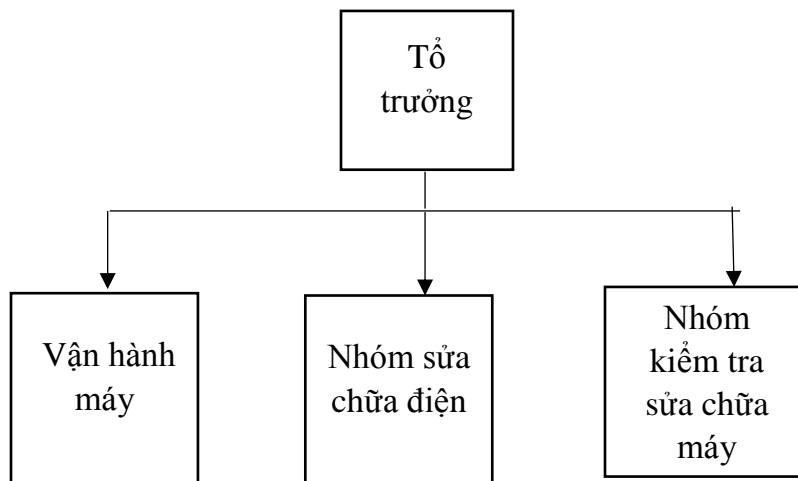 Tổ
trưởng
Vận hành
máy
Nhóm sửa
chữa điện
Nhóm
kiểm tra
sửa chữa
máy